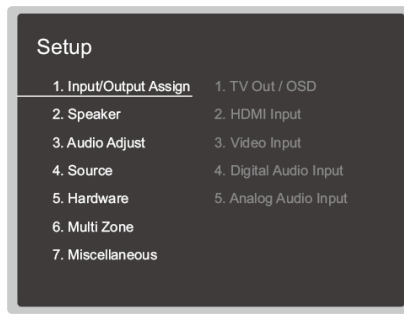 Setup
1. Input/Output Assign
2. Speaker
3. Audio Adjust
4. Source
5. Hardware
6. Multi Zone
7. Miscellaneous
1. TV Out / OSD
2. HDMI Input
3. Video Input
4. Digital Audio Input
5. Analog Audio Input